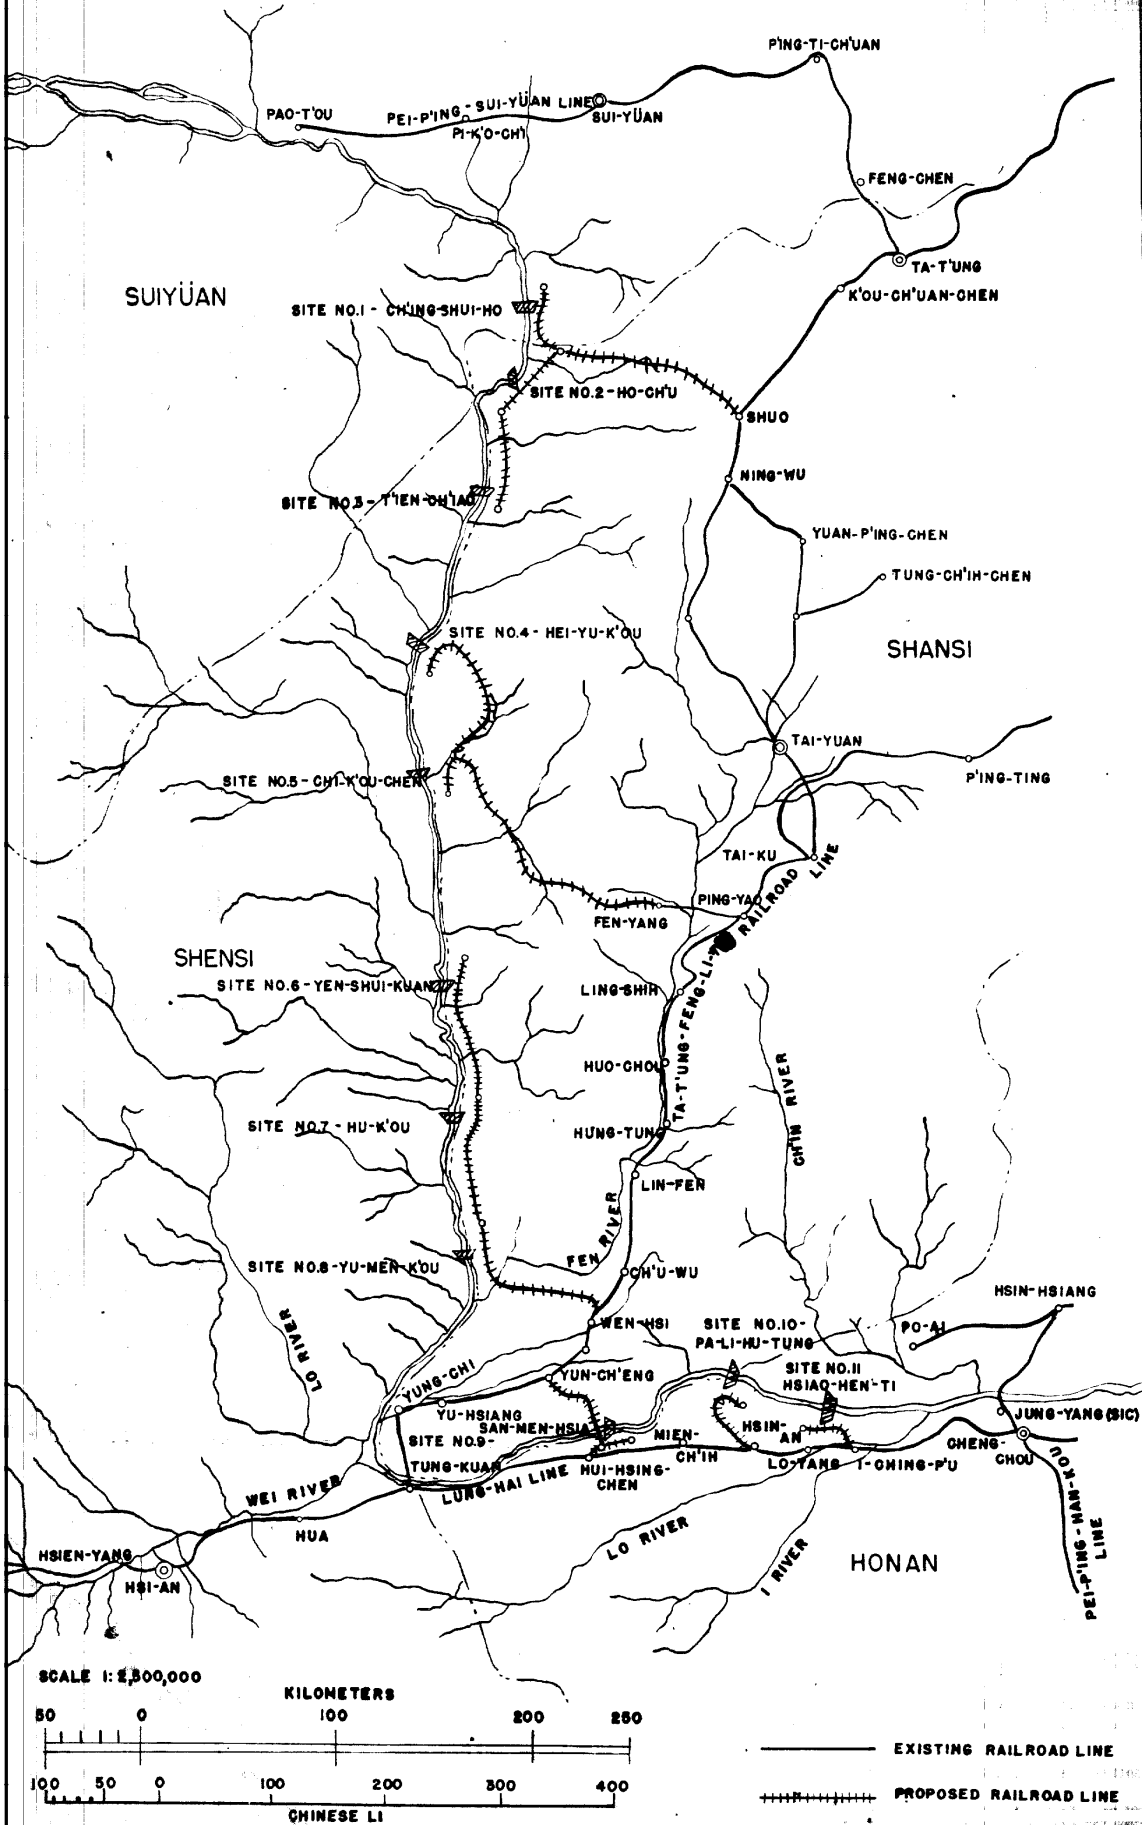 P'ING-TI-CH'UAN
PAO-T'OU
PEI-P'ING-SUI-YÜAN LINE
SUI-YÜAN
PI-K'O-CH'I
FENG-CHEN
TA-T'UNG
K'OU-CH'UAN-CHEN
SUIYÜAN
SITE NO.1 - CH'ING-SHUI-HO
SITE NO.2-HO-CH'U
SHUO
NING-WU
SITE NO.3-T'IEN-CH'IAO
YUAN-P'ING-CHEN
TUNG-CH'IH-CHEN
SITE NO.4- HEI-YU-K'OU
SHANSI
TAI-YUAN
P'ING-TING
SITE NO.5- CHI-K'OU-CHEN
TAI-KU
PING-YAO
FEN-YANG
TA-T'UNG-FENG-LI- RAILROAD LINE
SHENSI
SITE NO.6-YEN-SHUI-KUAN
LING-SHIH
HUO-CHOU
CH'IN RIVER
SITE NO.7- HU-K'OU
HUNG-TUNG
LIN-FEN
FEN RIVER
SITE NO.8-YU-MEN-K'OU
CH'U-WU
HSIN-HSIANG
LO RIVER
WEN-HSI
SITE NO.10-
PA-LI-HU-TUNG
PO-AI
YUNG-CHI
YUN-CH'ENG
SITE NO.11
HSIAO-HEN-TI
YU-HSIANG
SAN-MEN-HSIA
JUNG-YANG(SIC)
SITE NO.9-
MIEN-
CH'IH
HSIN-
AN
TUNG-KUAN
LUNG-HAI LINE
HUI-HSING-
CHEN
LO-YANG
I-CHING-P'U
CHENG-
CHOU
WEI RIVER
HUA
LO RIVER
I RIVER
HONAN
PEI-P'ING-HAN-KOU
LINE
HSIEN-YANG
HSI-AN
SCALE 1:2,500,000
KILOMETERS
50 0 100 200 250
100 50 0 100 200 300 400
CHINESE LI
EXISTING RAILROAD LINE
PROPOSED RAILROAD LINE